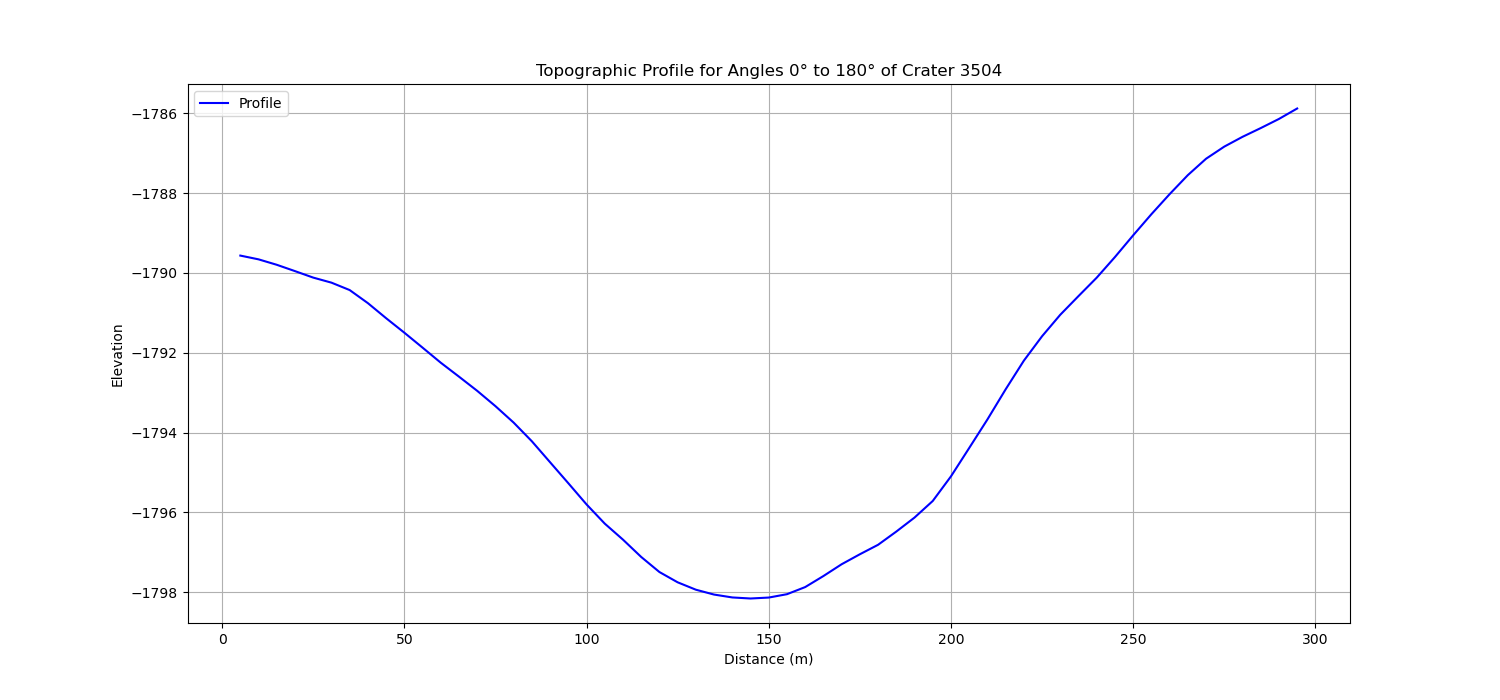 Topographic Profile for Angles 0° to 180° of Crater 3504
Profile
−1786
−1788
−1790
−1792
−1794
−1796
−1798
Elevation
0 50 100 150 200 250 300
Distance (m)